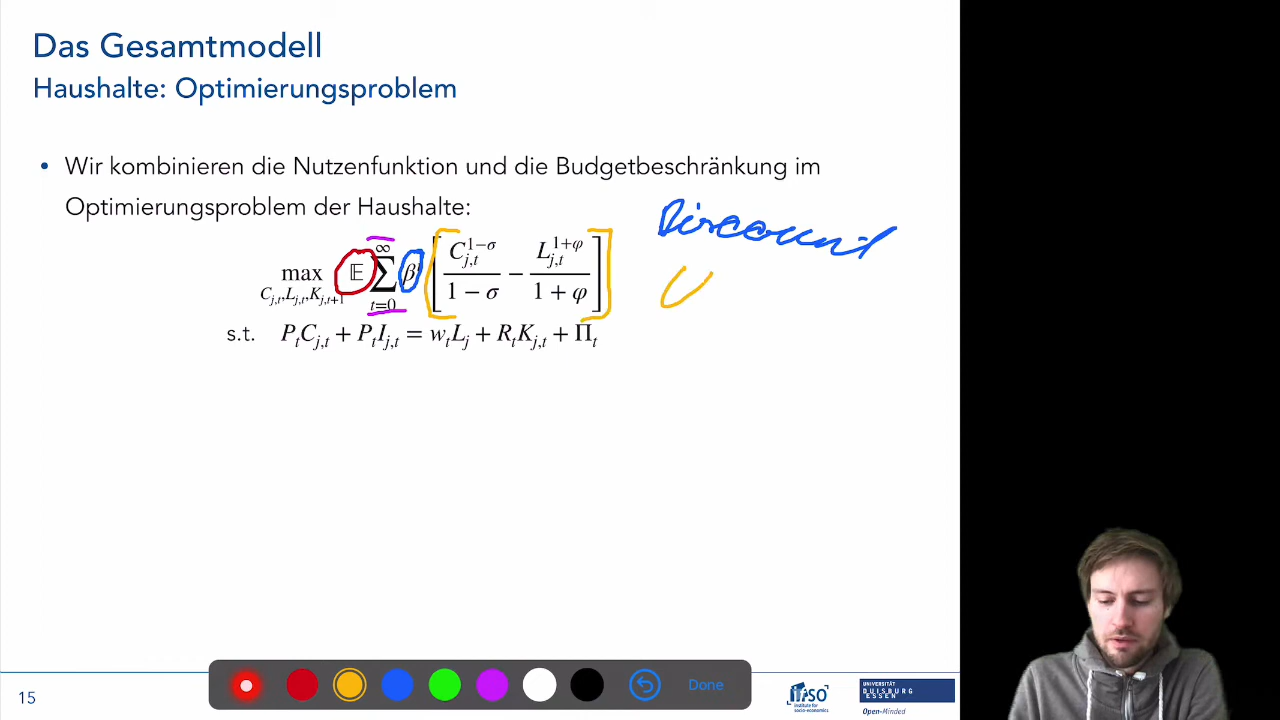 Das Gesamtmodell
Haushalte: Optimierungsproblem
• Wir kombinieren die Nutzenfunktion und die Budgetbeschränkung im
Optimierungsproblem der Haushalte:
Discount
max_{C_{j,t}, L_{j,t}, K_{j,t+1}} 𝔼 ∑_{t=0}^{∞} β [ C_{j,t}^{1−σ} / (1 − σ) − L_{j,t}^{1+φ} / (1 + φ) ]
U
s.t. P_t C_{j,t} + P_t I_{j,t} = w_t L_j + R_t K_{j,t} + Π_t
Done
15
ifso
institute for
socio-economics
UNIVERSITÄT
DUISBURG
ESSEN
Open-Minded